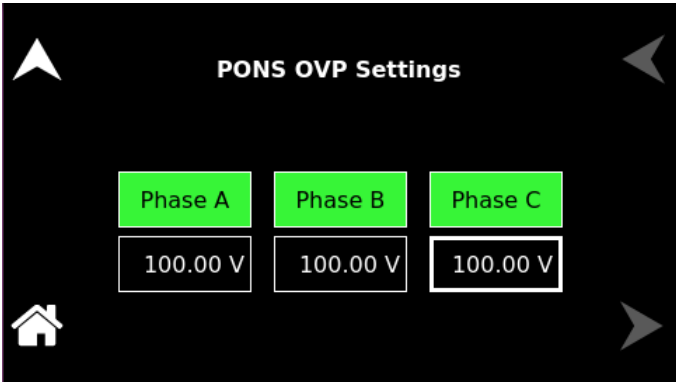 PONS OVP Settings
Phase A Phase B Phase C
100.00 V 100.00 V 100.00 V